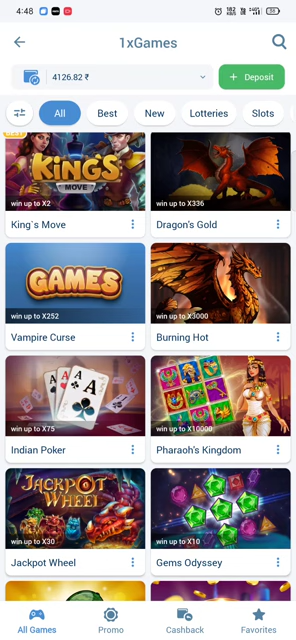 4:48
1xGames
4126.82 ₹
+ Deposit
All
Best
New
Lotteries
Slots
BEST
KINGS
MOVE
win up to X2
King`s Move
win up to X336
Dragon's Gold
GAMES
win up to X252
Vampire Curse
win up to X3000
Burning Hot
A
A
A
win up to X75
Indian Poker
win up to X10000
Pharaoh's Kingdom
JACKPOT
WHEEL
win up to X30
Jackpot Wheel
win up to X10
Gems Odyssey
All Games
Promo
Cashback
Favorites